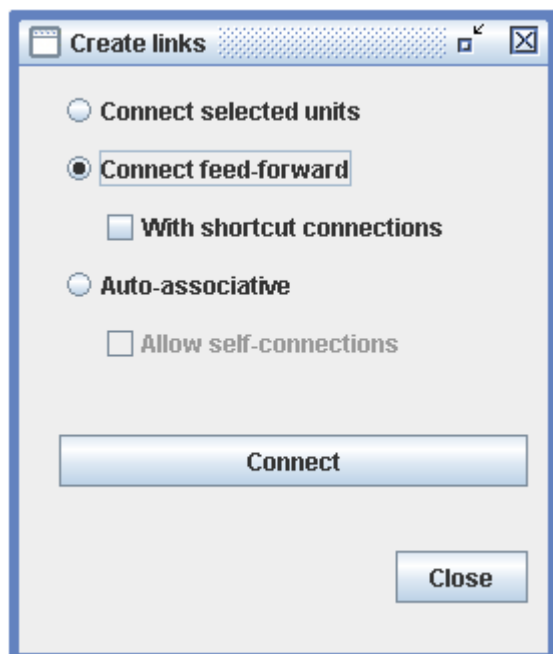 Create links
Connect selected units
Connect feed-forward
With shortcut connections
Auto-associative
Allow self-connections
Connect
Close